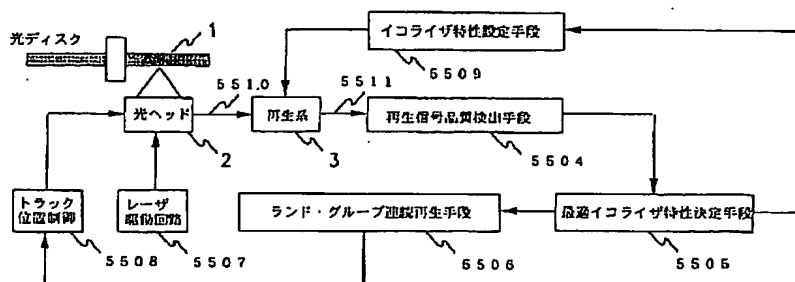 光ディスク
1
イコライザ特性設定手段
5509
5510
5511
光ヘッド
2
再生系
3
再生信号品質検出手段
5504
トラック
位置制御
5508
レーザ
駆動回路
5507
ランド・グルーブ連続再生手段
5506
最適イコライザ特性決定手段
5505